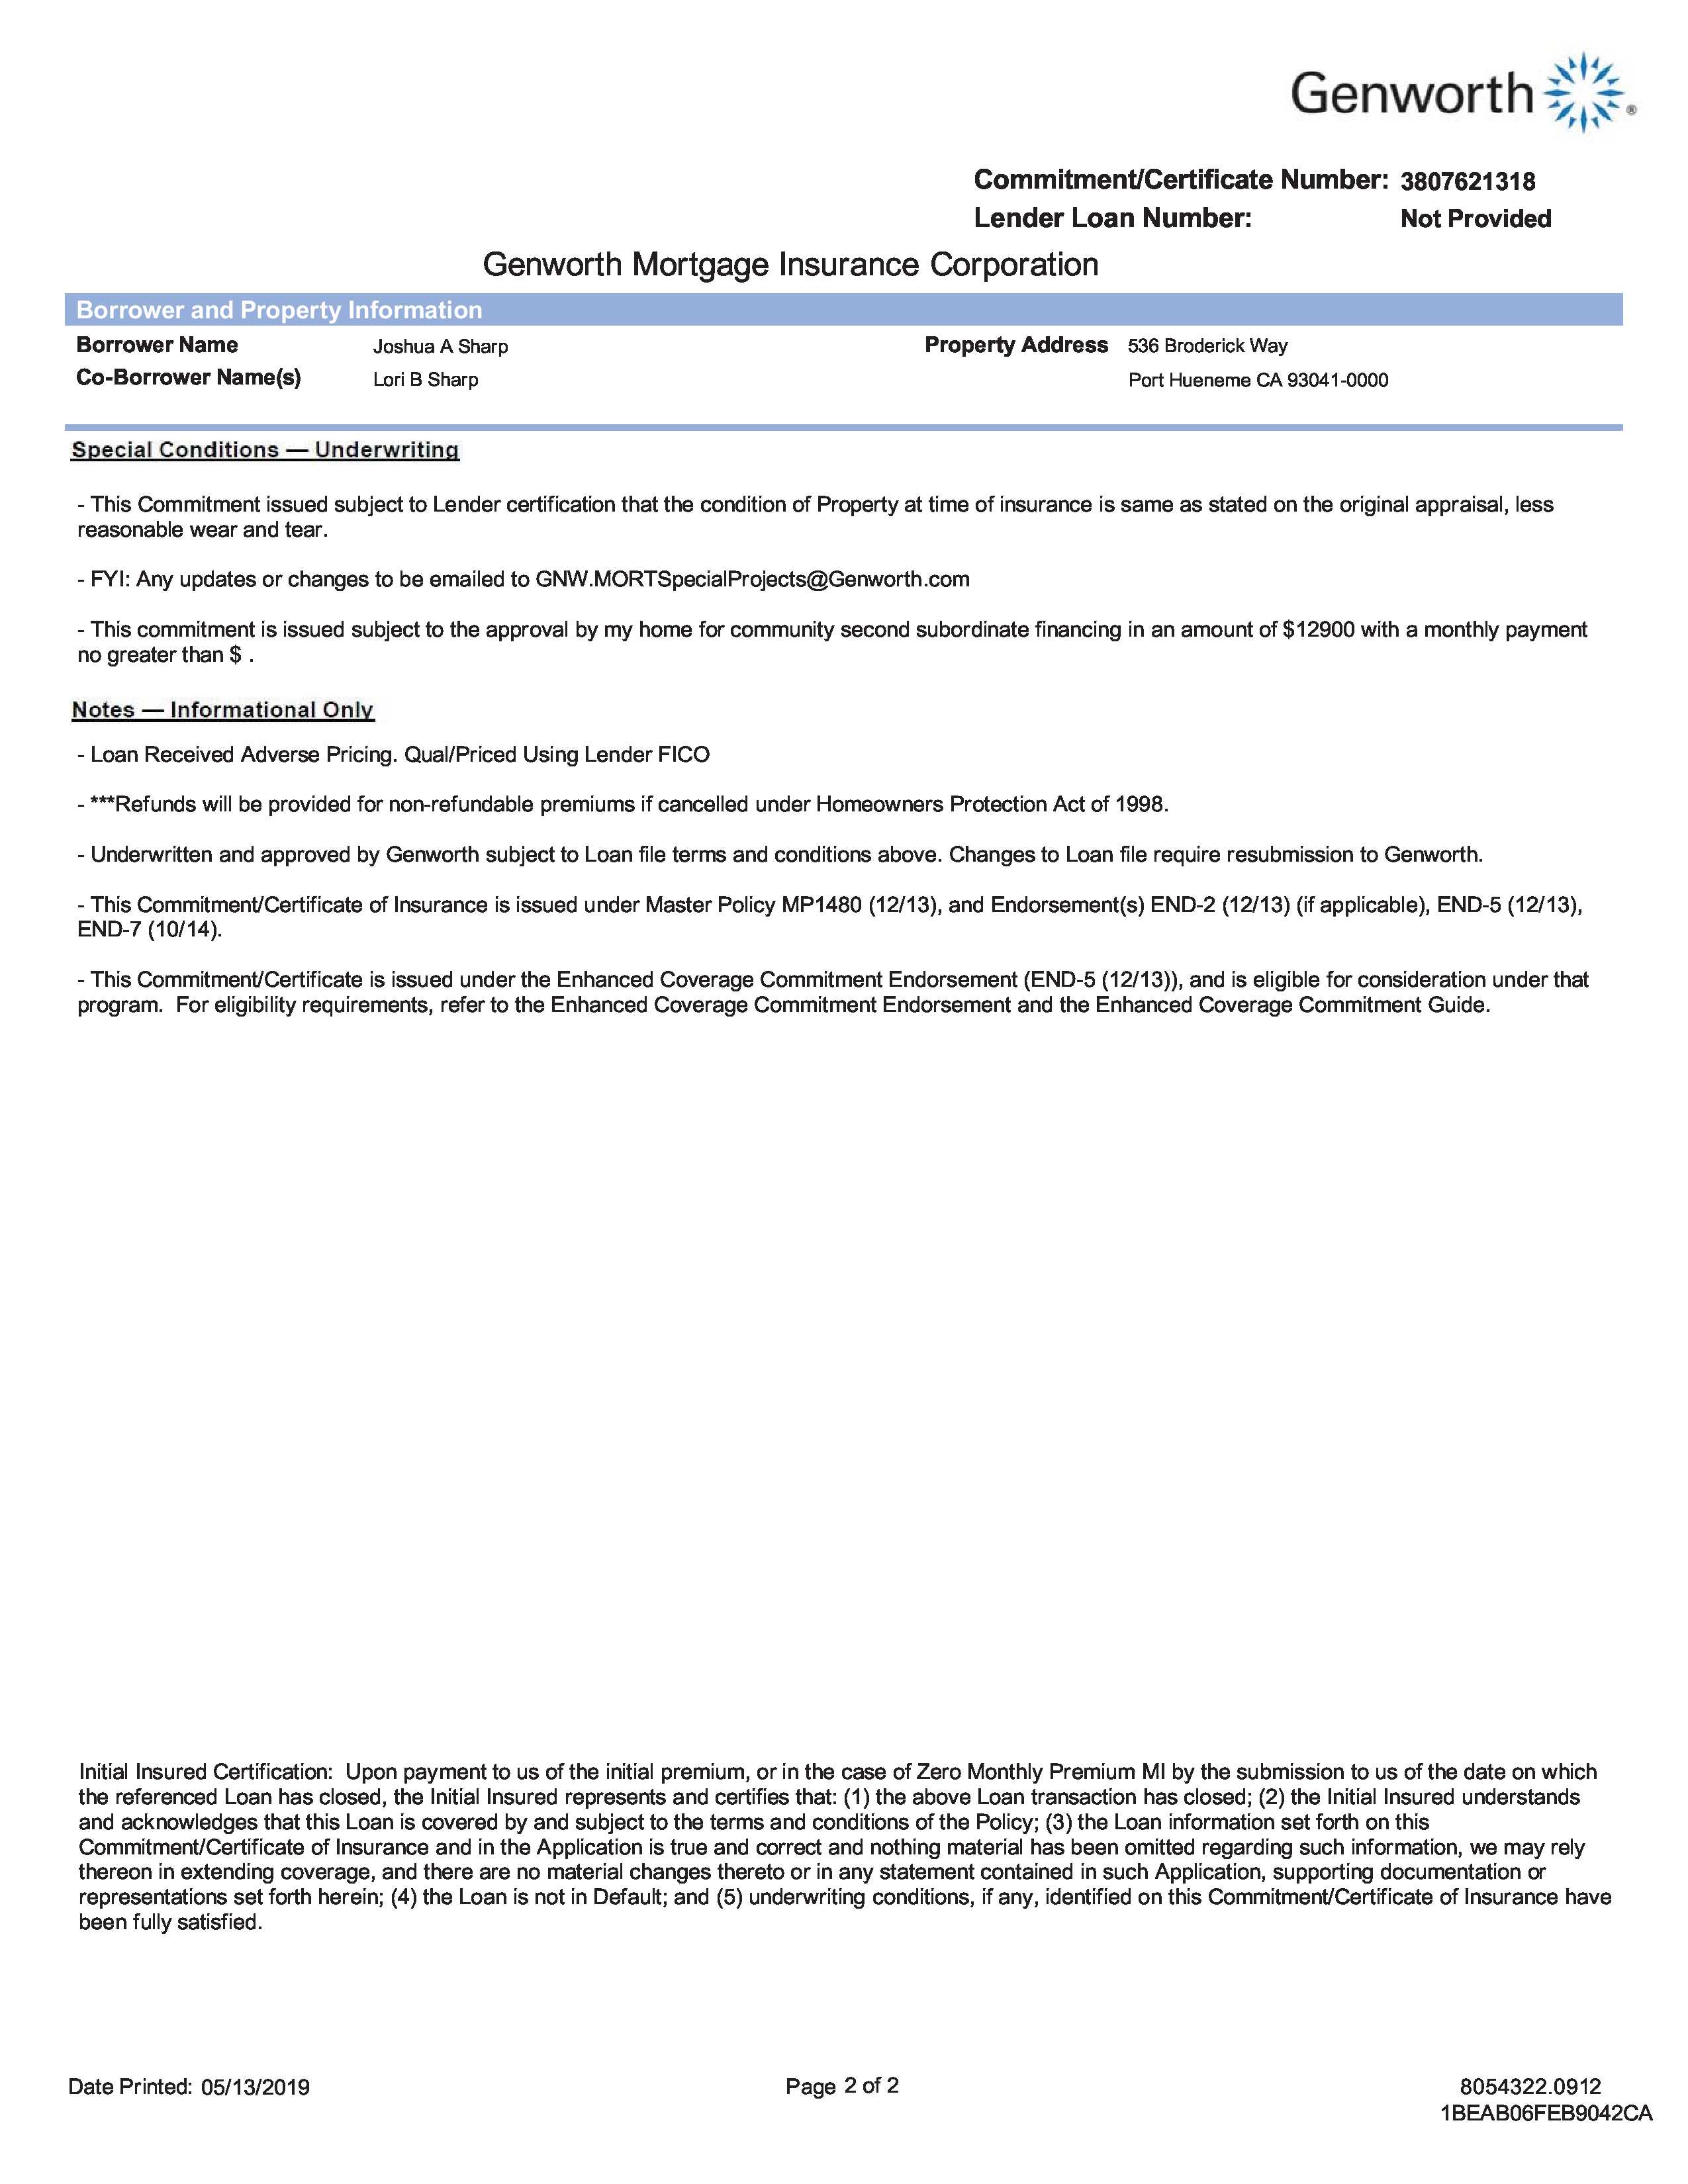 Genworth ®
Commitment/Certificate Number: 3807621318
Lender Loan Number: Not Provided
Genworth Mortgage Insurance Corporation
Borrower and Property Information
Borrower Name Joshua A Sharp Property Address 536 Broderick Way
Co-Borrower Name(s) Lori B Sharp Port Hueneme CA 93041-0000
Special Conditions — Underwriting
- This Commitment issued subject to Lender certification that the condition of Property at time of insurance is same as stated on the original appraisal, less
reasonable wear and tear.
- FYI: Any updates or changes to be emailed to GNW.MORTSpecialProjects@Genworth.com
- This commitment is issued subject to the approval by my home for community second subordinate financing in an amount of $12900 with a monthly payment
no greater than $ .
Notes — Informational Only
- Loan Received Adverse Pricing. Qual/Priced Using Lender FICO
- ***Refunds will be provided for non-refundable premiums if cancelled under Homeowners Protection Act of 1998.
- Underwritten and approved by Genworth subject to Loan file terms and conditions above. Changes to Loan file require resubmission to Genworth.
- This Commitment/Certificate of Insurance is issued under Master Policy MP1480 (12/13), and Endorsement(s) END-2 (12/13) (if applicable), END-5 (12/13),
END-7 (10/14).
- This Commitment/Certificate is issued under the Enhanced Coverage Commitment Endorsement (END-5 (12/13)), and is eligible for consideration under that
program.  For eligibility requirements, refer to the Enhanced Coverage Commitment Endorsement and the Enhanced Coverage Commitment Guide.
Initial Insured Certification:  Upon payment to us of the initial premium, or in the case of Zero Monthly Premium MI by the submission to us of the date on which
the referenced Loan has closed, the Initial Insured represents and certifies that: (1) the above Loan transaction has closed; (2) the Initial Insured understands
and acknowledges that this Loan is covered by and subject to the terms and conditions of the Policy; (3) the Loan information set forth on this
Commitment/Certificate of Insurance and in the Application is true and correct and nothing material has been omitted regarding such information, we may rely
thereon in extending coverage, and there are no material changes thereto or in any statement contained in such Application, supporting documentation or
representations set forth herein; (4) the Loan is not in Default; and (5) underwriting conditions, if any, identified on this Commitment/Certificate of Insurance have
been fully satisfied.
Date Printed: 05/13/2019 Page 2 of 2 8054322.0912
1BEAB06FEB9042CA